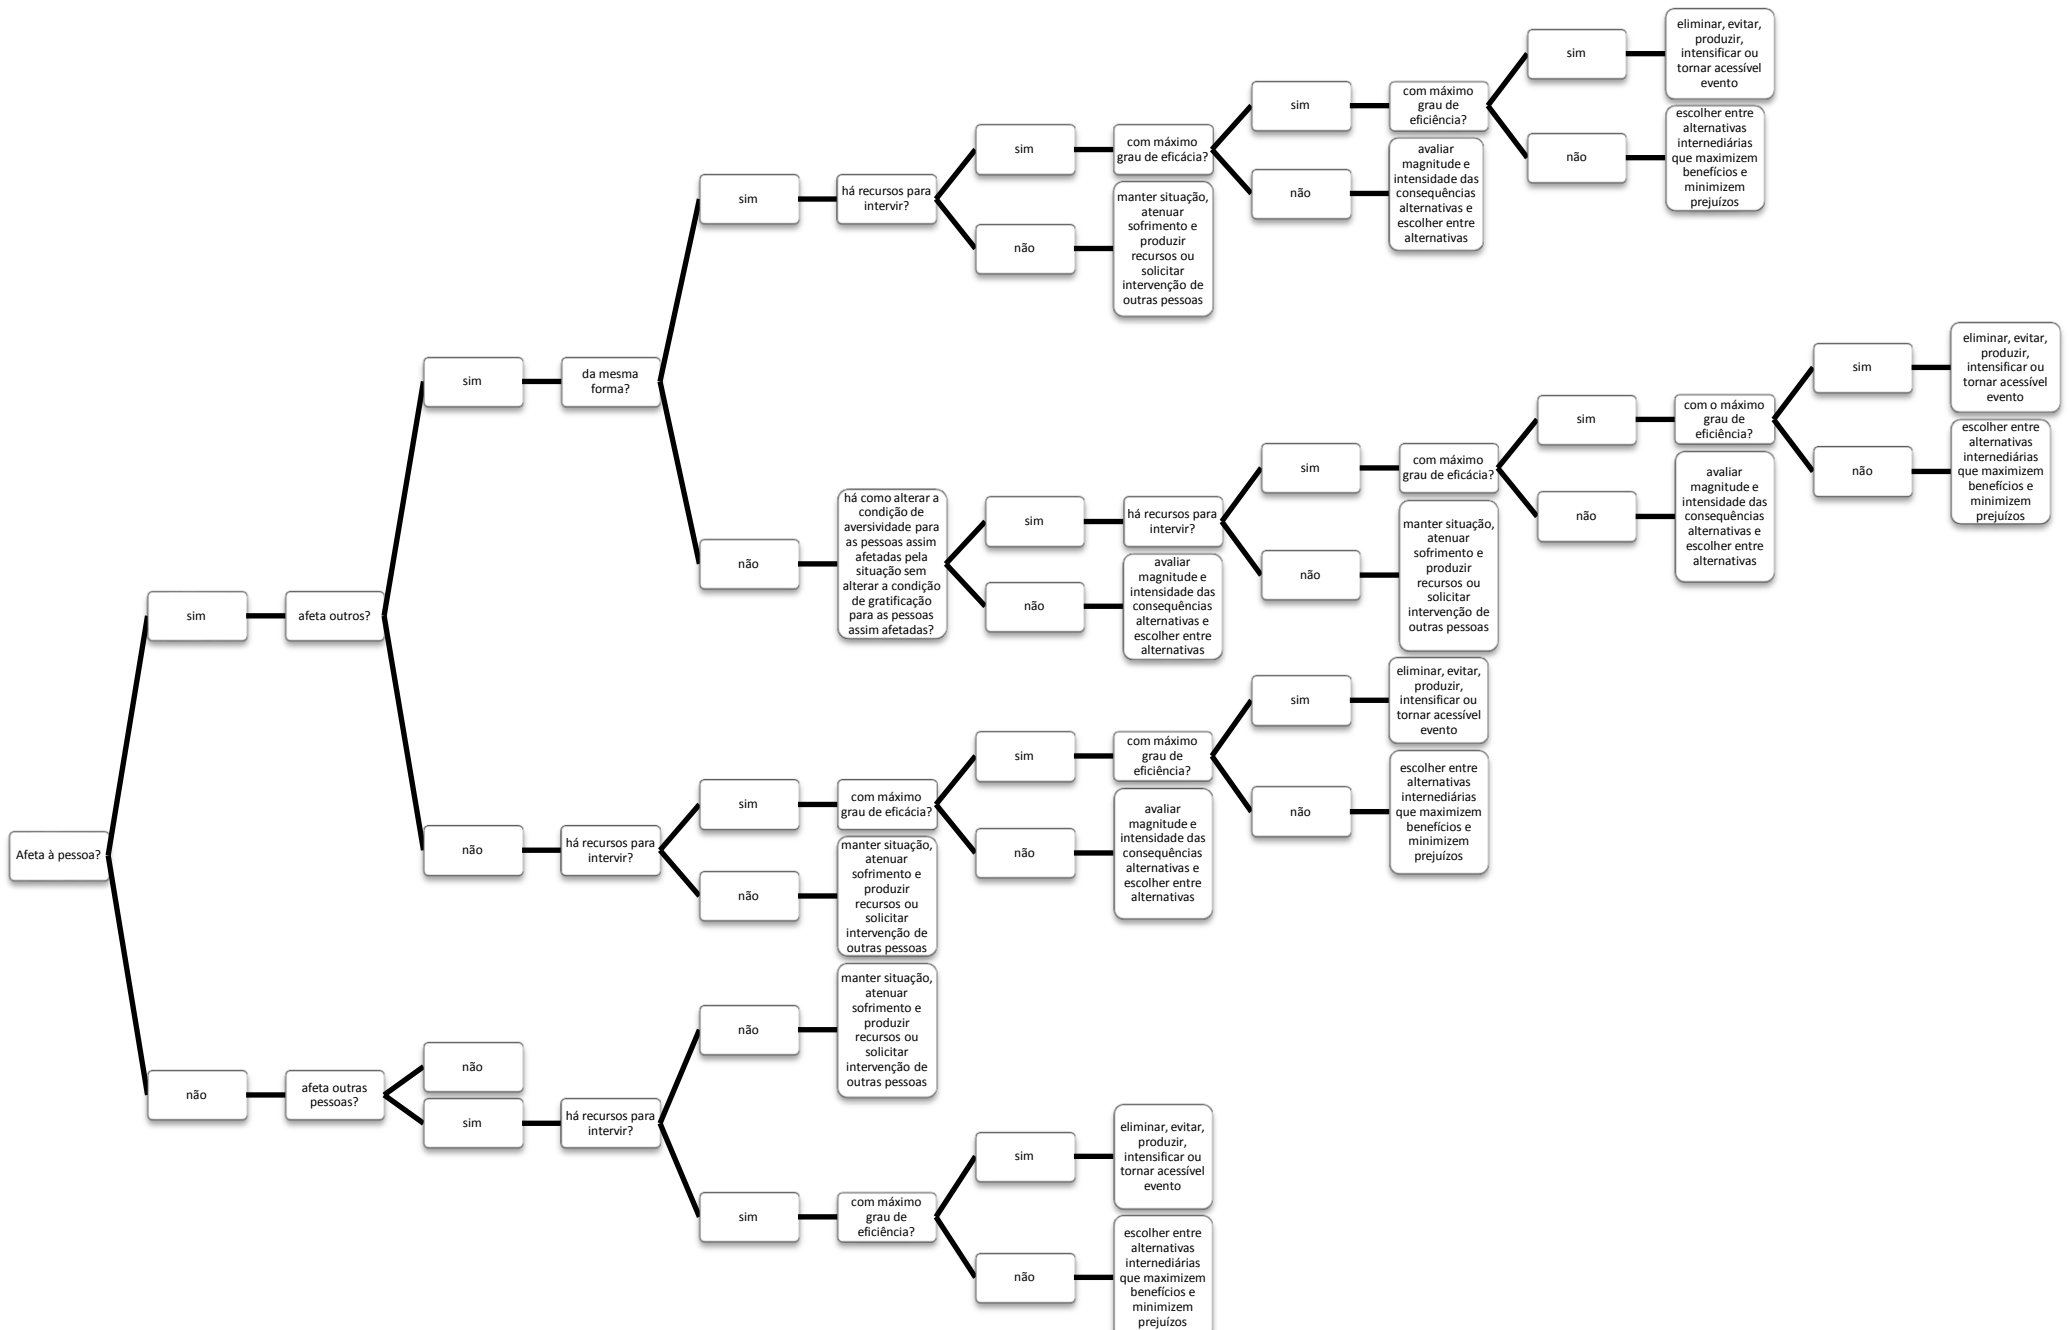 Afeta à pessoa?
sim
afeta outros?
sim
da mesma
forma?
sim
há recursos para
intervir?
sim
com máximo
grau de eficácia?
sim
com máximo
grau de
eficiência?
sim
eliminar, evitar,
produzir,
intensificar ou
tornar acessível
evento
não
escolher entre
alternativas
internediárias
que maximizem
benefícios e
minimizem
prejuízos
não
avaliar
magnitude e
intensidade das
consequências
alternativas e
escolher entre
alternativas
não
manter situação,
atenuar
sofrimento e
produzir
recursos ou
solicitar
intervenção de
outras pessoas
não
há como alterar a
condição de
aversividade para
as pessoas assim
afetadas pela
situação sem
alterar a condição
de gratificação
para as pessoas
assim afetadas?
sim
há recursos para
intervir?
sim
com máximo
grau de eficácia?
sim
com o máximo
grau de
eficiência?
sim
eliminar, evitar,
produzir,
intensificar ou
tornar acessível
evento
não
escolher entre
alternativas
internediárias
que maximizem
benefícios e
minimizem
prejuízos
não
avaliar
magnitude e
intensidade das
consequências
alternativas e
escolher entre
alternativas
não
manter situação,
atenuar
sofrimento e
produzir
recursos ou
solicitar
intervenção de
outras pessoas
não
avaliar
magnitude e
intensidade das
consequências
alternativas e
escolher entre
alternativas
não
há recursos para
intervir?
sim
com máximo
grau de eficácia?
sim
com máximo
grau de
eficiência?
sim
eliminar, evitar,
produzir,
intensificar ou
tornar acessível
evento
não
escolher entre
alternativas
internediárias
que maximizem
benefícios e
minimizem
prejuízos
não
avaliar
magnitude e
intensidade das
consequências
alternativas e
escolher entre
alternativas
não
manter situação,
atenuar
sofrimento e
produzir
recursos ou
solicitar
intervenção de
outras pessoas
não
afeta outras
pessoas?
não
sim
há recursos para
intervir?
não
manter situação,
atenuar
sofrimento e
produzir
recursos ou
solicitar
intervenção de
outras pessoas
sim
com máximo
grau de
eficiência?
sim
eliminar, evitar,
produzir,
intensificar ou
tornar acessível
evento
não
escolher entre
alternativas
internediárias
que maximizem
benefícios e
minimizem
prejuízos